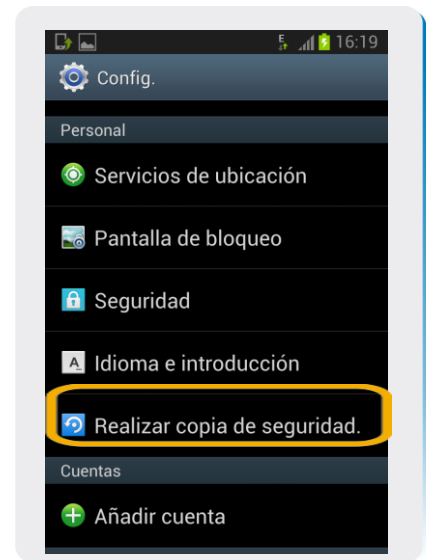 E 16:19
Config.
Personal
Servicios de ubicación
Pantalla de bloqueo
Seguridad
A Idioma e introducción
Realizar copia de seguridad.
Cuentas
Añadir cuenta